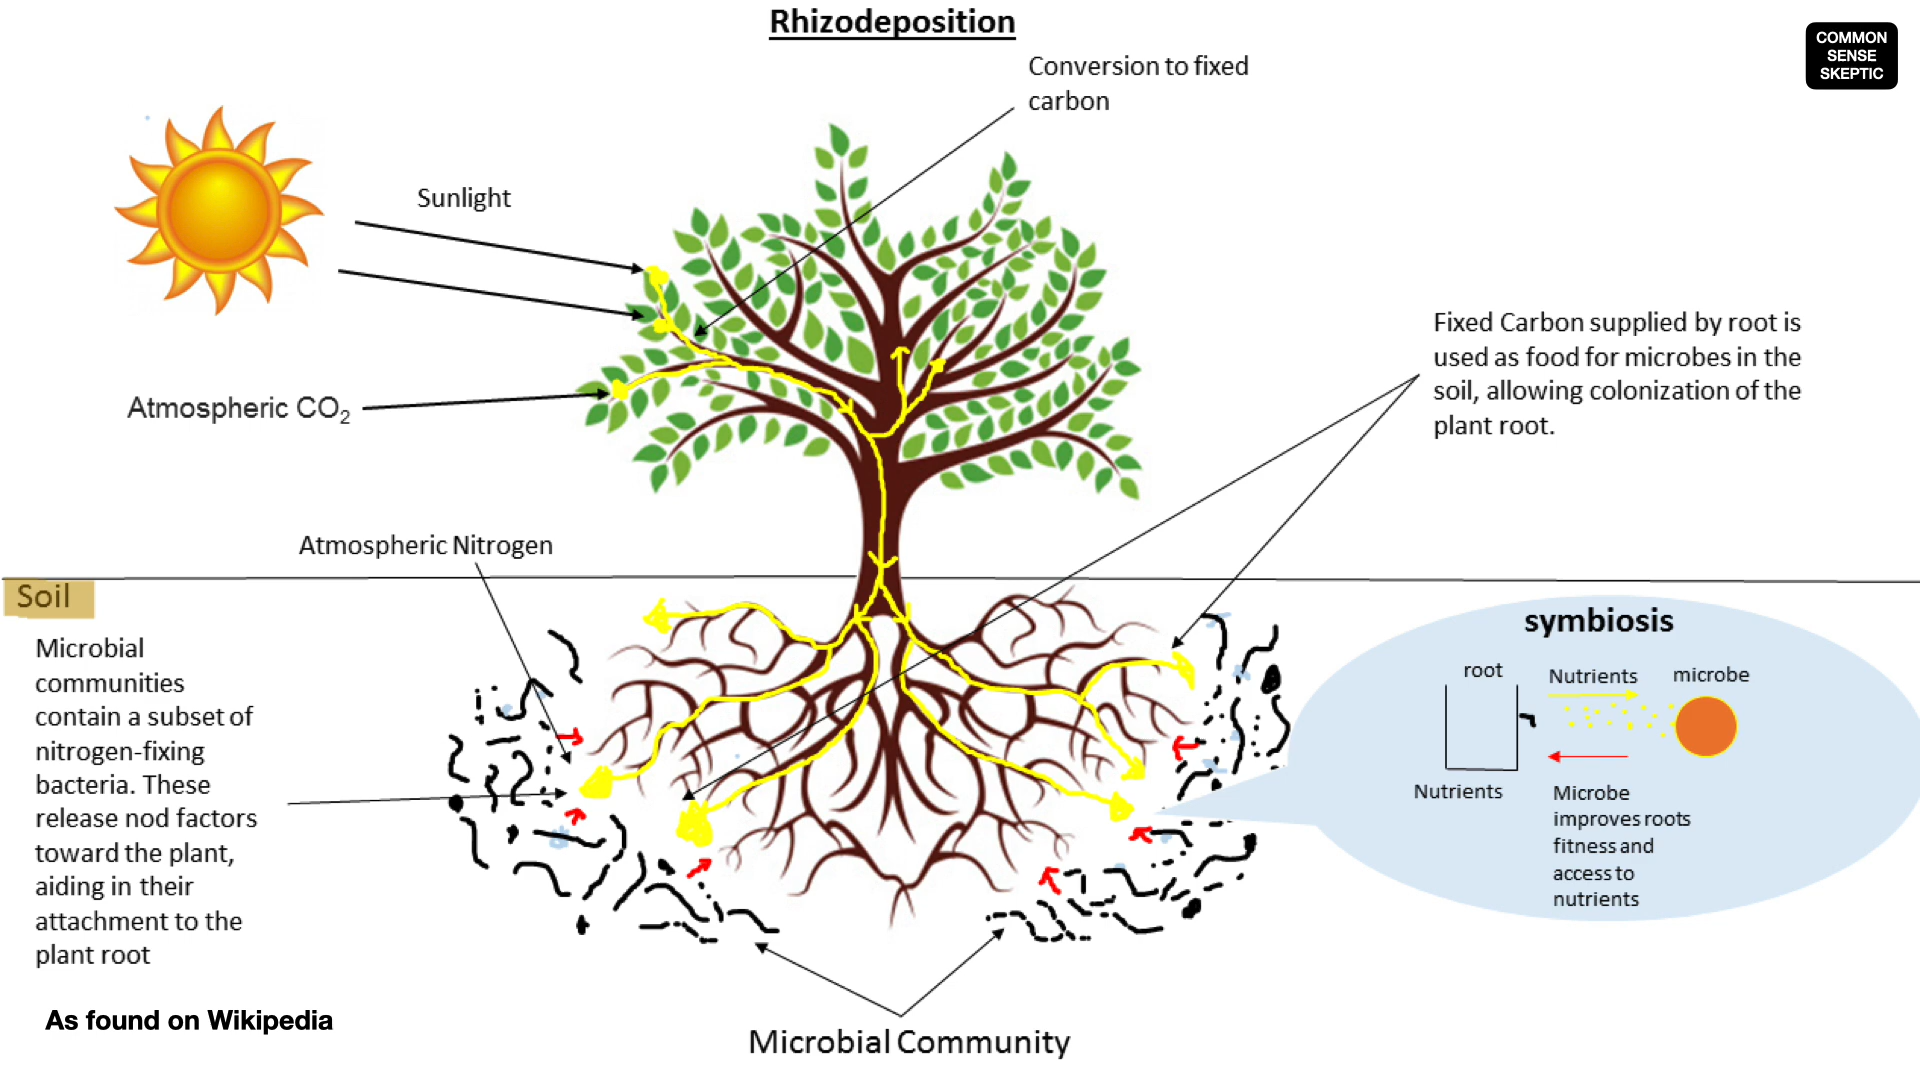 Rhizodeposition
COMMON
SENSE
SKEPTIC
Conversion to fixed
carbon
Sunlight
Atmospheric CO₂
Fixed Carbon supplied by root is
used as food for microbes in the
soil, allowing colonization of the
plant root.
Atmospheric Nitrogen
Soil
Microbial
communities
contain a subset of
nitrogen-fixing
bacteria. These
release nod factors
toward the plant,
aiding in their
attachment to the
plant root
symbiosis
root
Nutrients
microbe
Nutrients
Microbe
improves roots
fitness and
access to
nutrients
As found on Wikipedia
Microbial Community